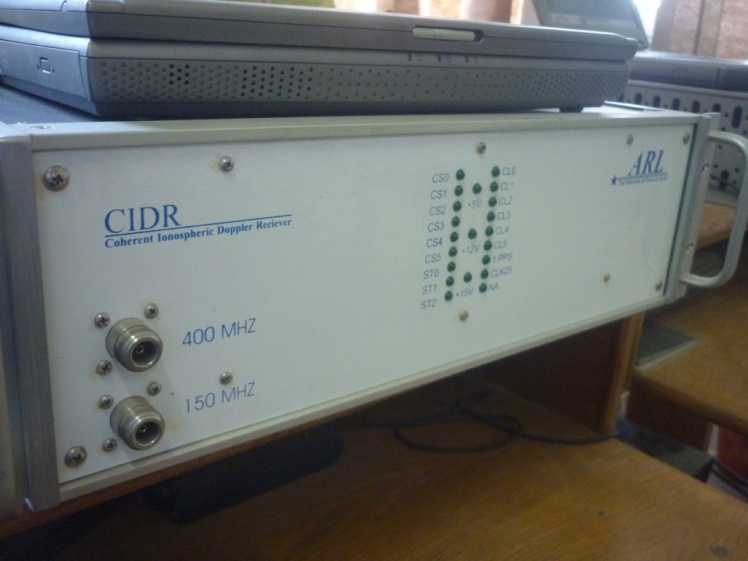 CIDR
Coherent Ionospheric Doppler Reciever
400 MHZ
150 MHZ
CS0
CS1
CS2
CS3
CS4
CS5
ST0
ST1
ST2
+5V
+12V
+15V
CL0
CL1
CL2
CL3
CL4
CL5
1 PPS
CLK25
NA
ARL